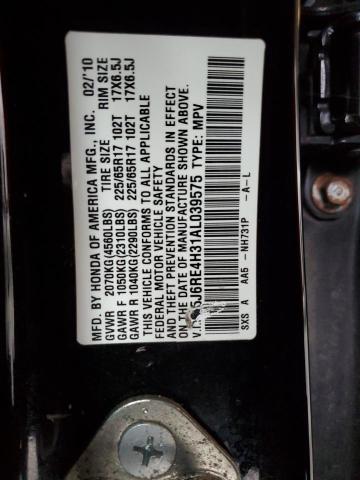 MFD. BY HONDA OF AMERICA MFG., INC. 02/'10
TIRE SIZE RIM SIZE
GVWR 2070KG(4560LBS)
GAWR F 1050KG(2310LBS) 225/65R17 102T 17X6.5J
GAWR R 1040KG(2290LBS) 225/65R17 102T 17X6.5J
THIS VEHICLE CONFORMS TO ALL APPLICABLE
FEDERAL MOTOR VEHICLE SAFETY, BUMPER,
AND THEFT PREVENTION STANDARDS IN EFFECT
ON THE DATE OF MANUFACTURE SHOWN ABOVE.
V.I.N. 5J6RE4H31AL039575 TYPE: MPV
SXS A AA5 -NH731P -A-L